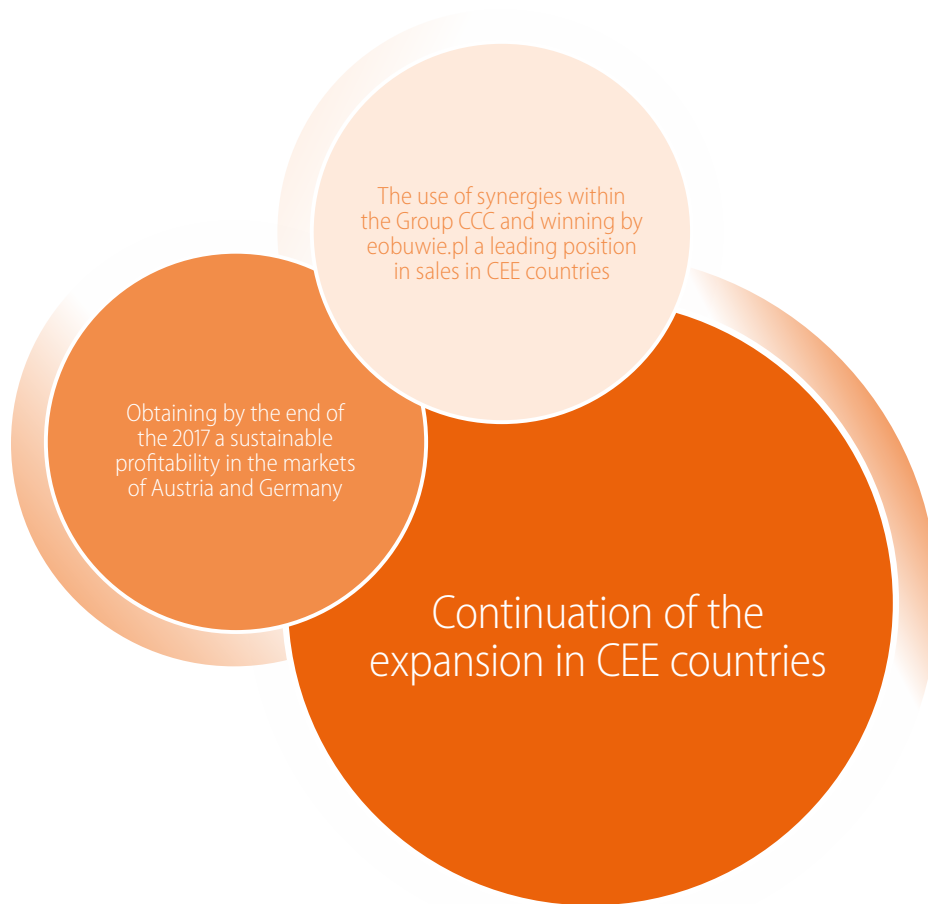 The use of synergies within
the Group CCC and winning by
eobuwie.pl a leading position
in sales in CEE countries
Obtaining by the end of
the 2017 a sustainable
profitability in the markets
of Austria and Germany
Continuation of the
expansion in CEE countries